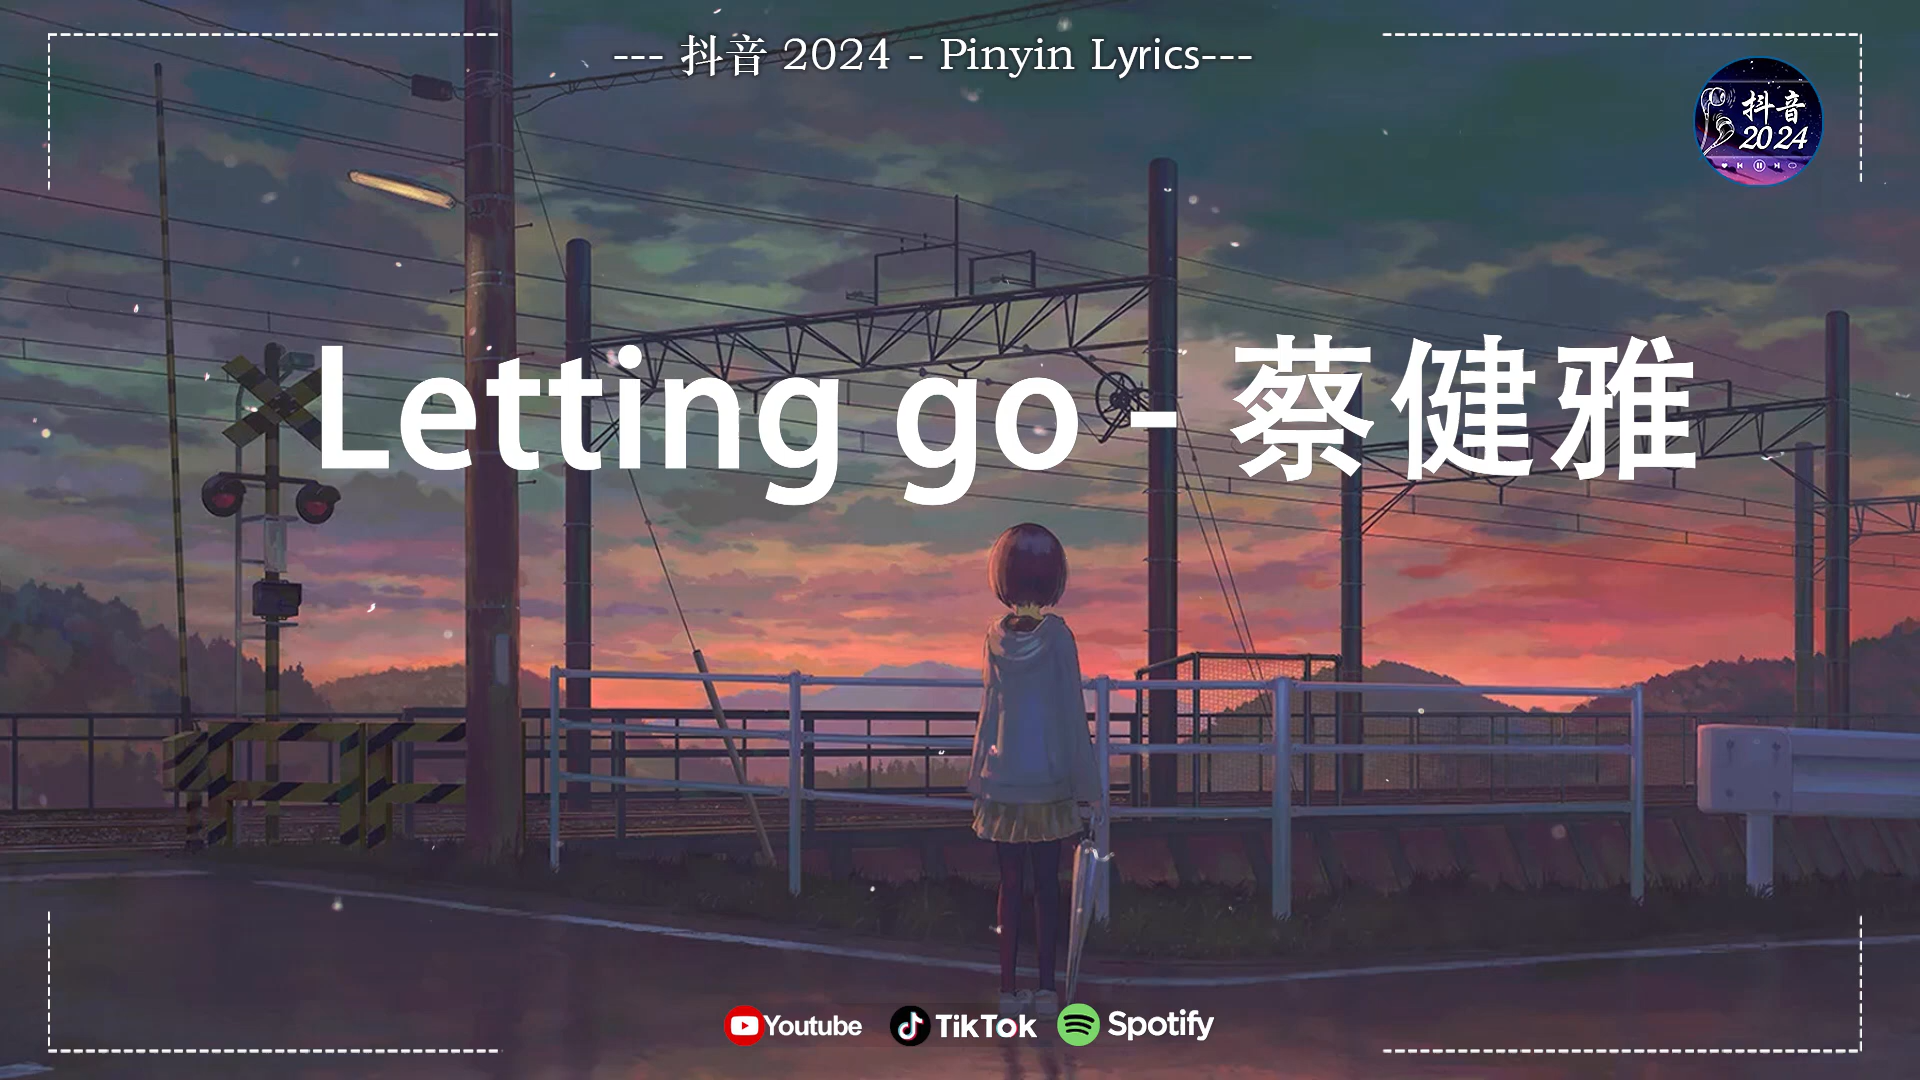 --- 抖音 2024 - Pinyin Lyrics---
抖音
2024
Letting go - 蔡健雅
Youtube TikTok Spotify